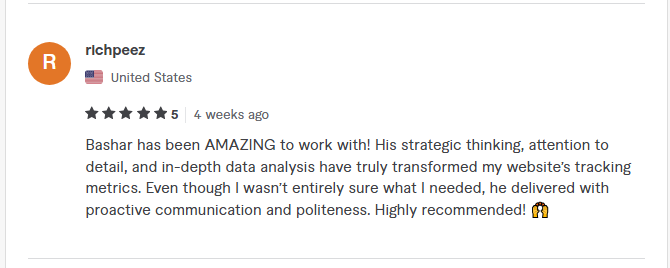 R
richpeez
United States
5 4 weeks ago
Bashar has been AMAZING to work with! His strategic thinking, attention to
detail, and in-depth data analysis have truly transformed my website's tracking
metrics. Even though I wasn't entirely sure what I needed, he delivered with
proactive communication and politeness. Highly recommended! 🙌